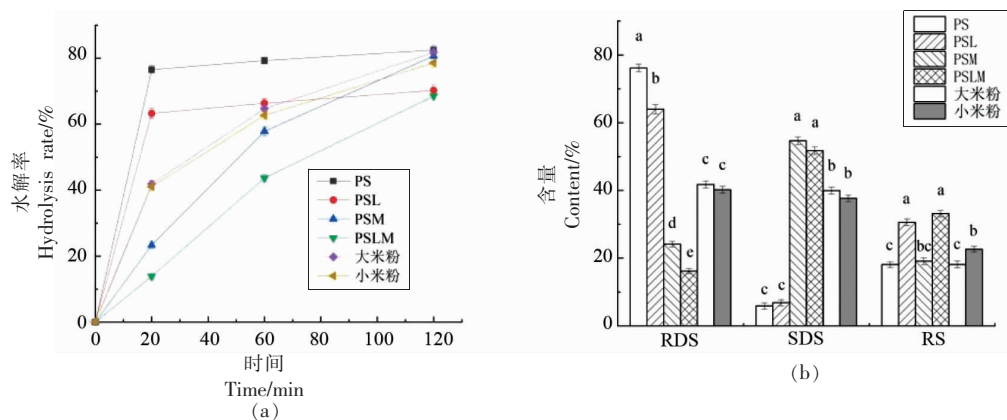 (a)
80
60
40
20
0
水解率
Hydrolysis rate/%
PS
PSL
PSM
PSLM
大米粉
小米粉
0 20 40 60 80 100 120
时间
Time/min
(a)
80
60
40
20
0
含量
Content/%
PS
PSL
PSM
PSLM
大米粉
小米粉
a b d e c c
c c a a b b
c a bc a c b
RDS SDS RS
(b)